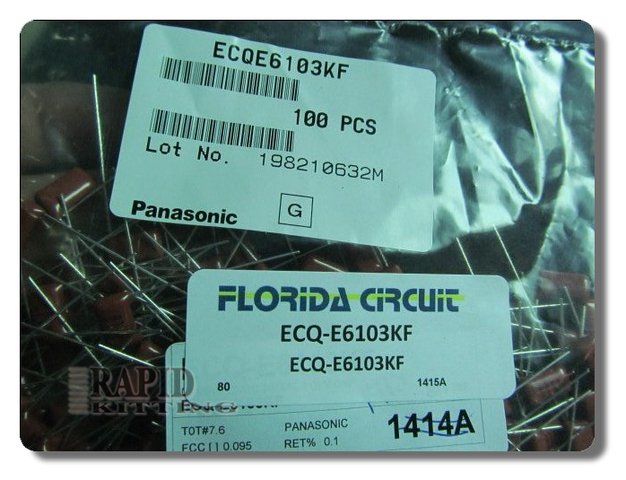 ECQE6103KF
100 PCS
Lot No. 198210632M
Panasonic G
FLORIDA CIRCUIT
ECQ-E6103KF
ECQ-E6103KF
80 1415A
RAPID
KITTING
TOT#7.6 PANASONIC 1414A
FCC [ ] 0.095 RET% 0.1